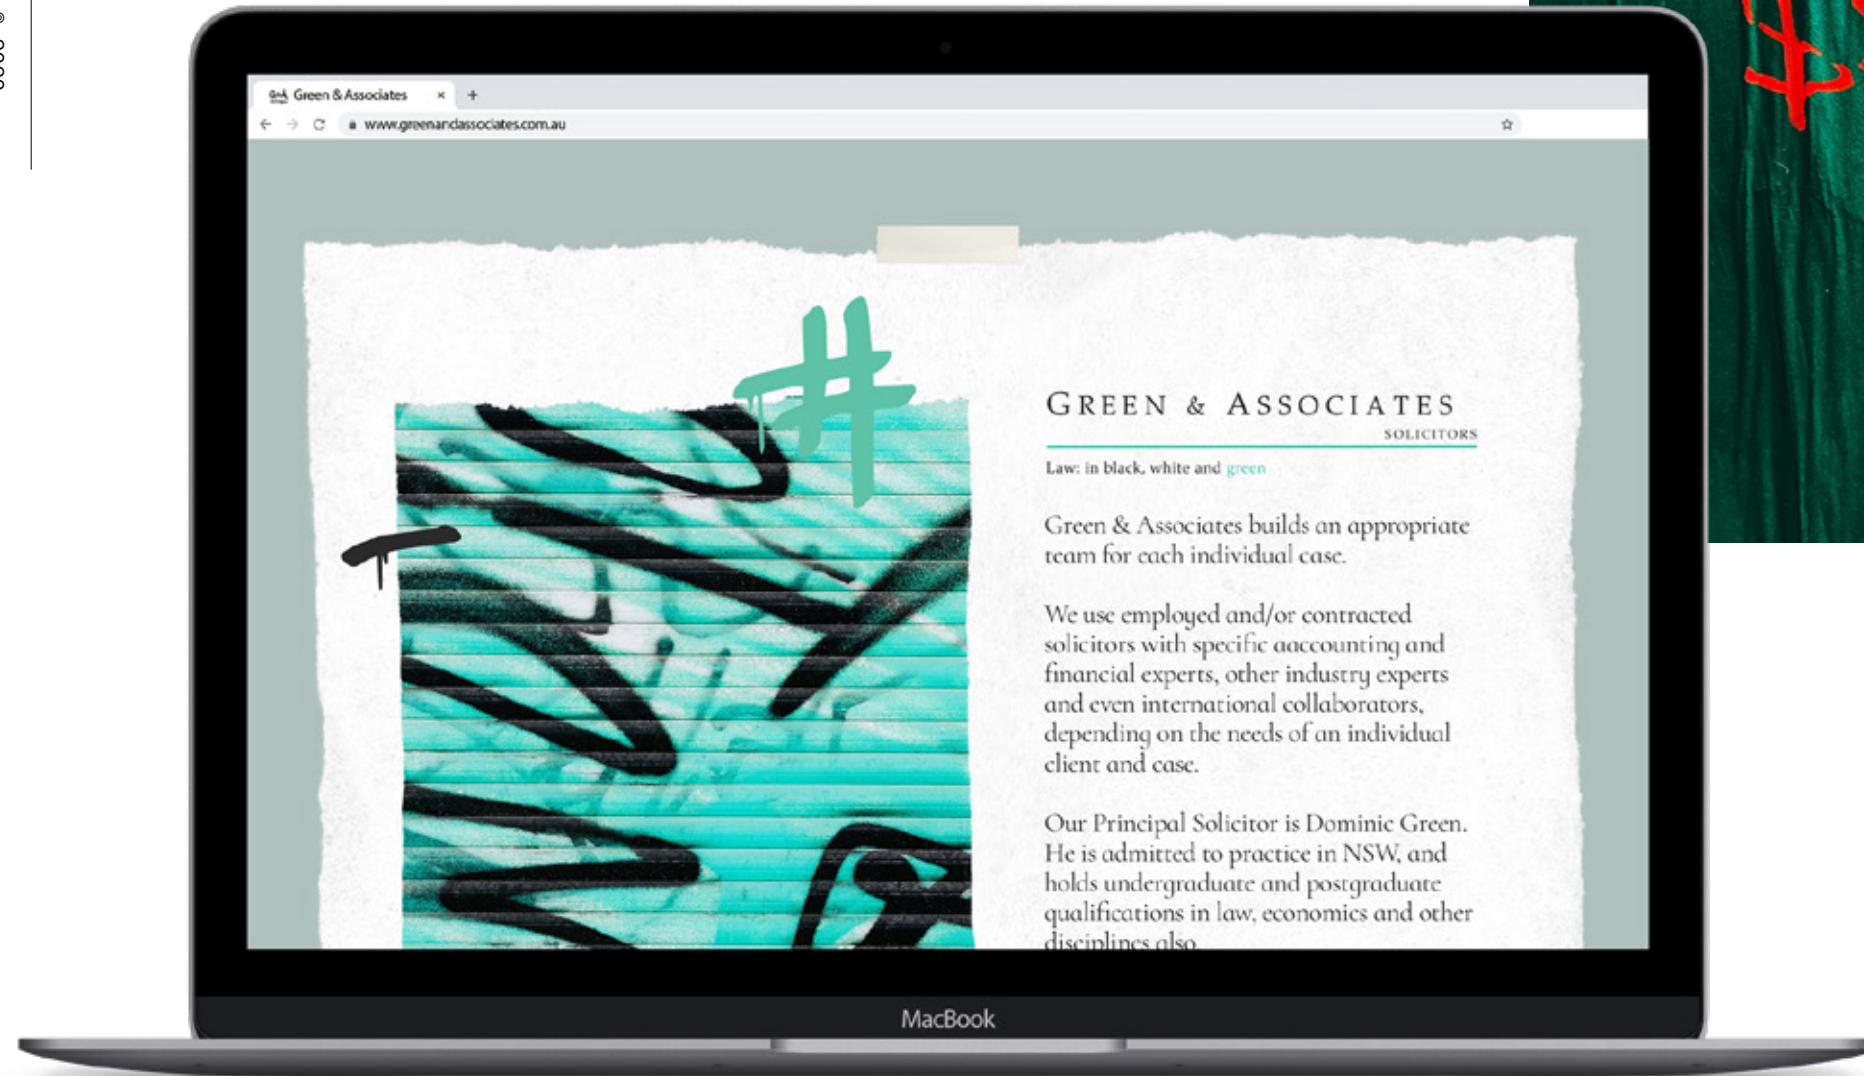 Green & Associates
www.greenandassociates.com.au
#
GREEN & ASSOCIATES
SOLICITORS
Law: in black, white and green
Green & Associates builds an appropriate
team for each individual case.
We use employed and/or contracted
solicitors with specific aaccounting and
financial experts, other industry experts
and even international collaborators,
depending on the needs of an individual
client and case.
Our Principal Solicitor is Dominic Green.
He is admitted to practice in NSW, and
holds undergraduate and postgraduate
qualifications in law, economics and other
disciplines also.
MacBook